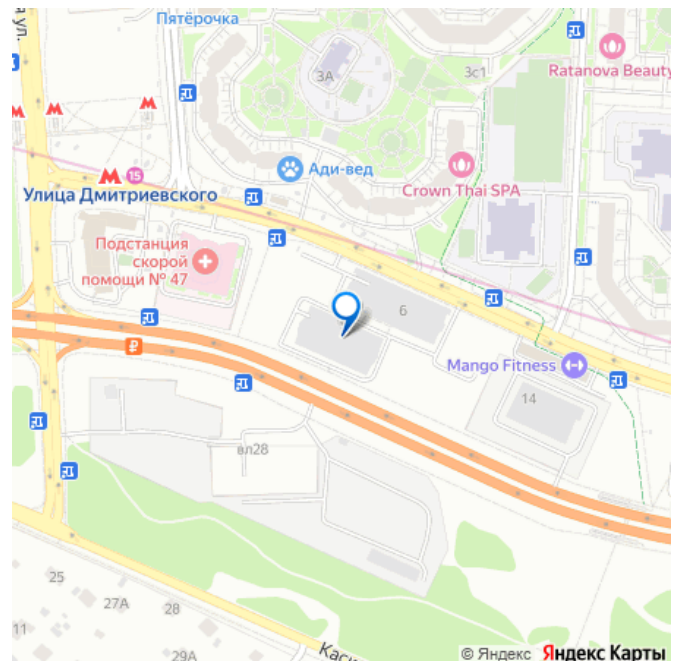 а ул.
Пятёрочка
3А
3с1
Ratanova Beauty
М
М
М
М
15
Улица Дмитриевского
Ади-вед
Crown Thai SPA
Подстанция
скорой
помощи № 47
6
₽
Mango Fitness
14
вл28
25
27А
28
11
29А
Каси
© Яндекс Яндекс Карты